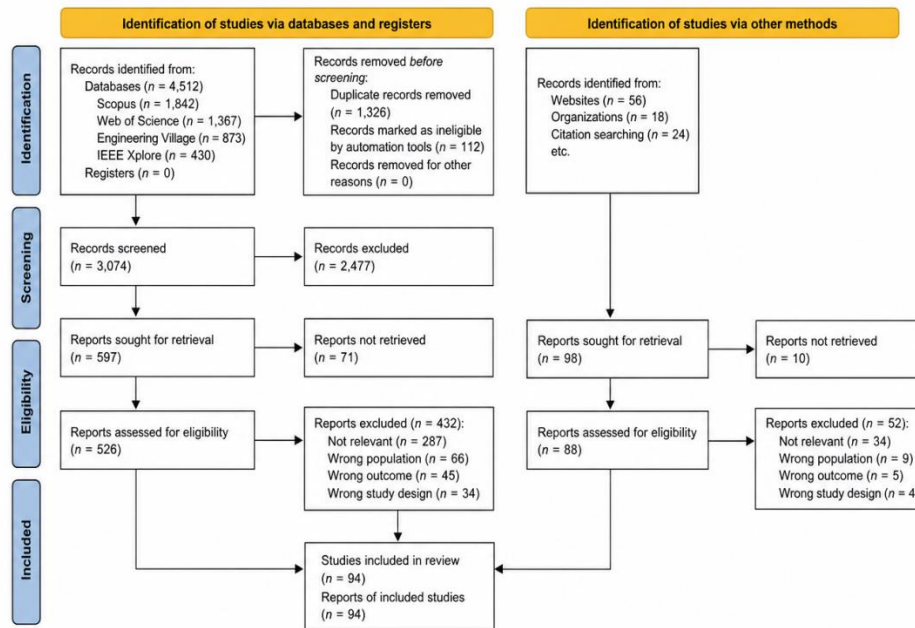 Identification of studies via databases and registers
Identification of studies via other methods
Identification
Records identified from:
Databases (n = 4,512)
Scopus (n = 1,842)
Web of Science (n = 1,367)
Engineering Village (n = 873)
IEEE Xplore (n = 430)
Registers (n = 0)
Records removed before
screening:
Duplicate records removed
(n = 1,326)
Records marked as ineligible
by automation tools (n = 112)
Records removed for other
reasons (n = 0)
Records identified from:
Websites (n = 56)
Organizations (n = 18)
Citation searching (n = 24)
etc.
Screening
Records screened
(n = 3,074)
Records excluded
(n = 2,477)
Reports sought for retrieval
(n = 597)
Reports not retrieved
(n = 71)
Reports sought for retrieval
(n = 98)
Reports not retrieved
(n = 10)
Eligibility
Reports assessed for eligibility
(n = 526)
Reports excluded (n = 432):
Not relevant (n = 287)
Wrong population (n = 66)
Wrong outcome (n = 45)
Wrong study design (n = 34)
Reports assessed for eligibility
(n = 88)
Reports excluded (n = 52):
Not relevant (n = 34)
Wrong population (n = 9)
Wrong outcome (n = 5)
Wrong study design (n = 4
Included
Studies included in review
(n = 94)
Reports of included studies
(n = 94)